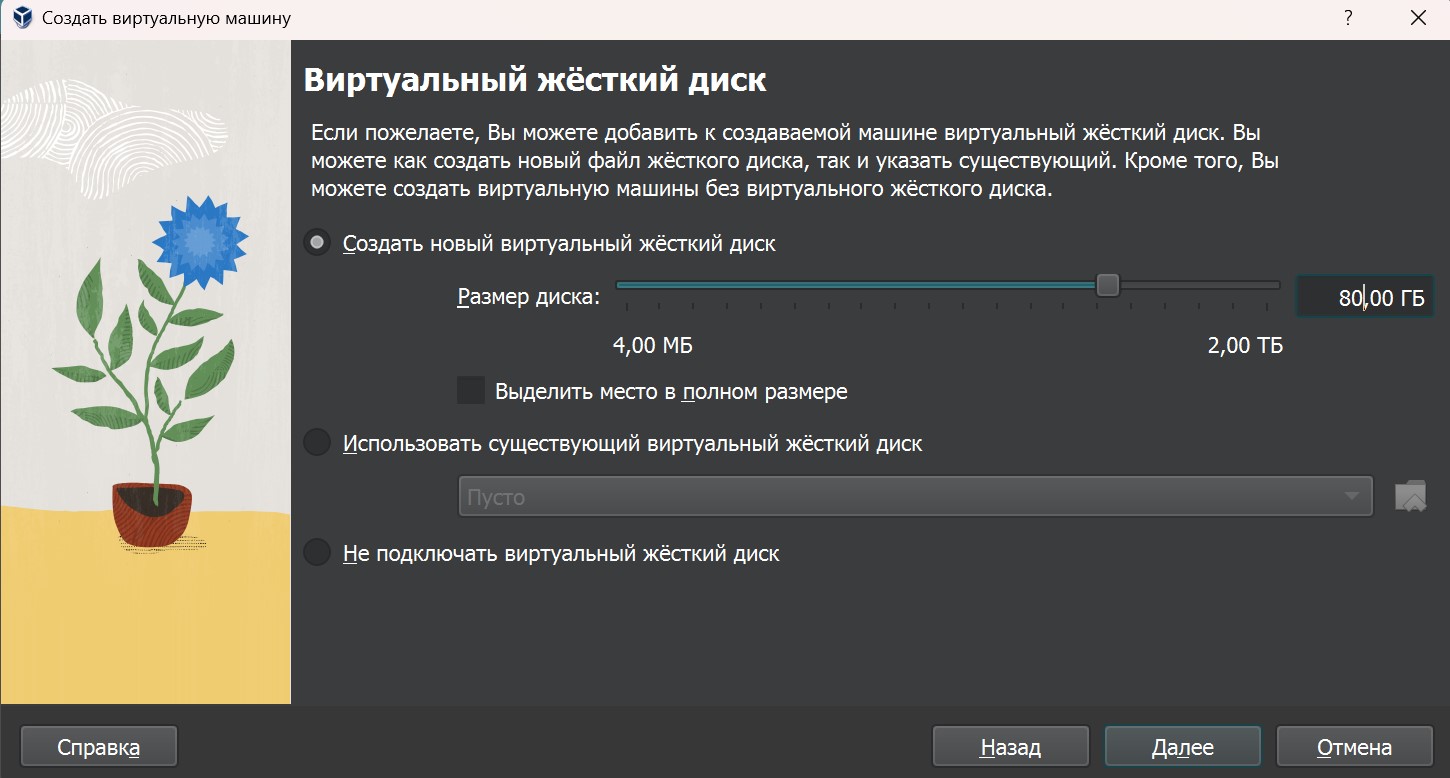 Создать виртуальную машину
?
Виртуальный жёсткий диск
Если пожелаете, Вы можете добавить к создаваемой машине виртуальный жёсткий диск. Вы
можете как создать новый файл жёсткого диска, так и указать существующий. Кроме того, Вы
можете создать виртуальную машины без виртуального жёсткого диска.
Создать новый виртуальный жёсткий диск
Размер диска:
80,00 ГБ
4,00 МБ
2,00 ТБ
Выделить место в полном размере
Использовать существующий виртуальный жёсткий диск
Пусто
Не подключать виртуальный жёсткий диск
Справка
Назад
Далее
Отмена